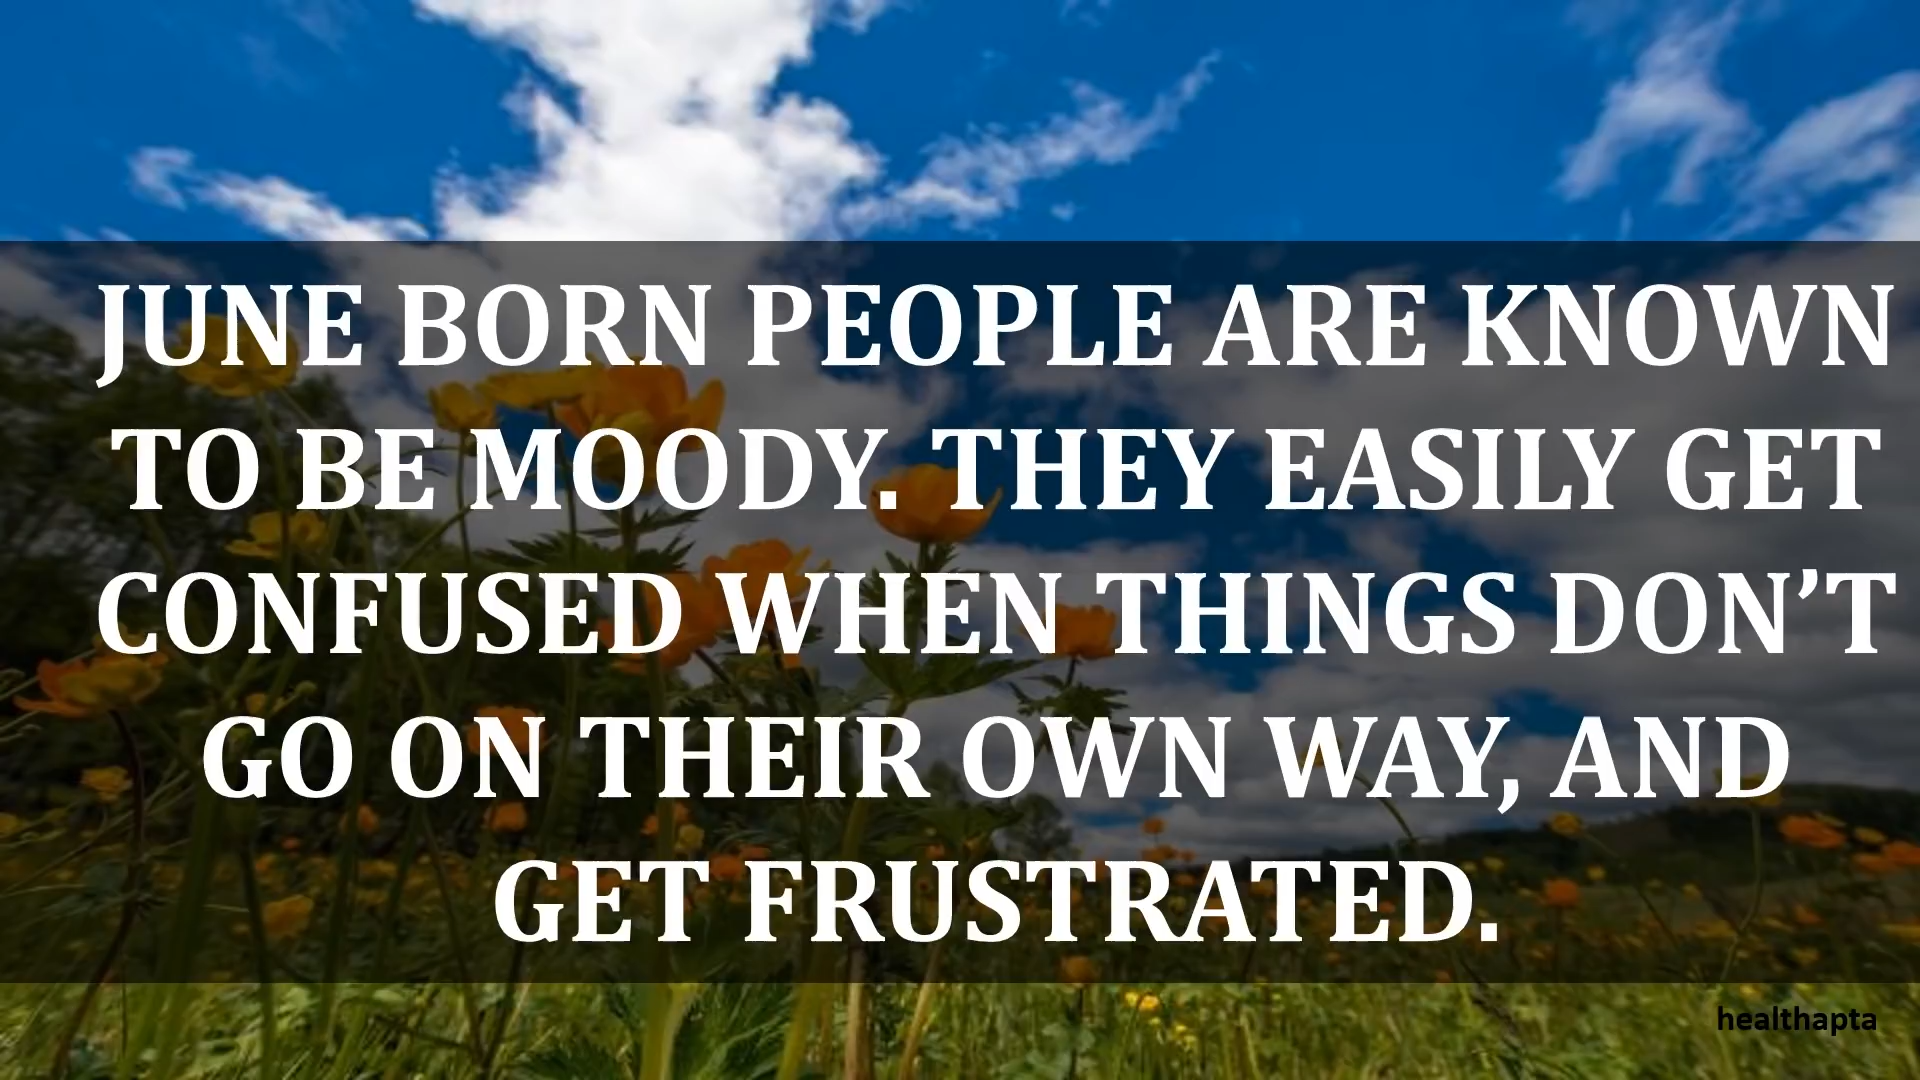 JUNE BORN PEOPLE ARE KNOWN
TO BE MOODY. THEY EASILY GET
CONFUSED WHEN THINGS DON’T
GO ON THEIR OWN WAY, AND
GET FRUSTRATED.
healthapta